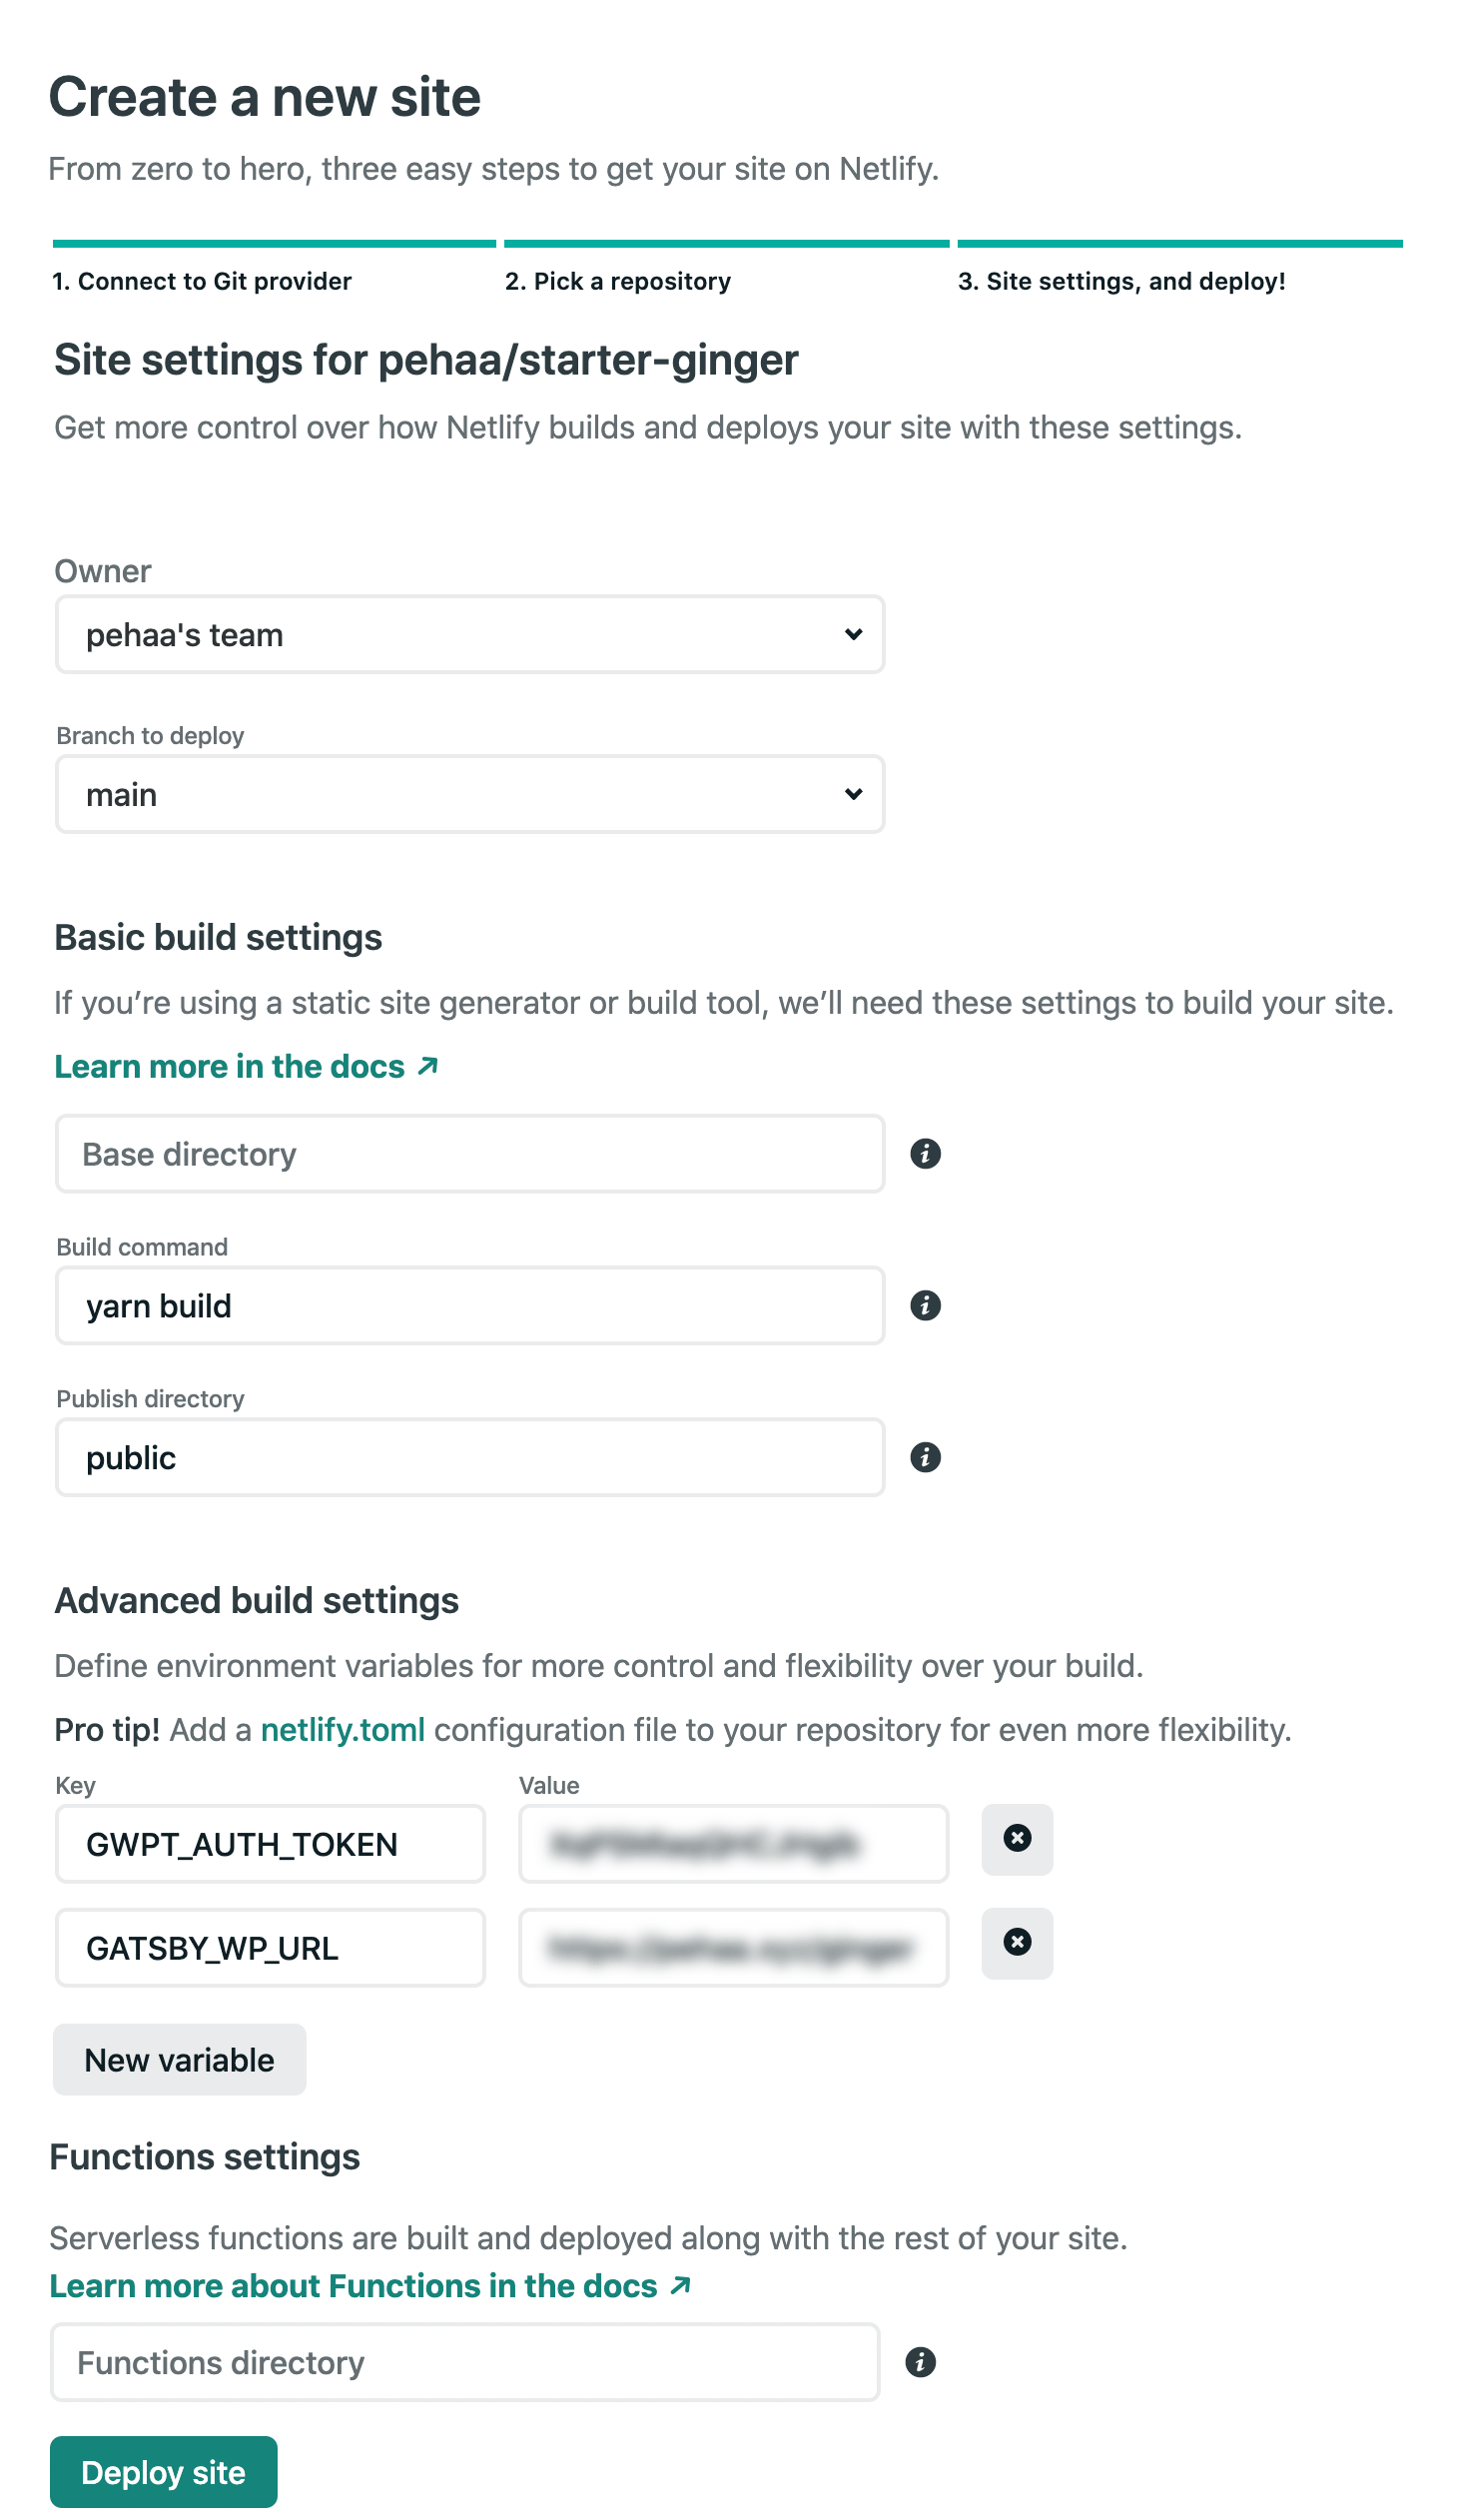 Create a new site
From zero to hero, three easy steps to get your site on Netlify.
1. Connect to Git provider
2. Pick a repository
3. Site settings, and deploy!
Site settings for pehaa/starter-ginger
Get more control over how Netlify builds and deploys your site with these settings.
Owner
pehaa's team
Branch to deploy
main
Basic build settings
If you’re using a static site generator or build tool, we’ll need these settings to build your site.
Learn more in the docs ↗
Base directory
Build command
yarn build
Publish directory
public
Advanced build settings
Define environment variables for more control and flexibility over your build.
Pro tip! Add a netlify.toml configuration file to your repository for even more flexibility.
Key Value
GWPT_AUTH_TOKEN
GATSBY_WP_URL
New variable
Functions settings
Serverless functions are built and deployed along with the rest of your site.
Learn more about Functions in the docs ↗
Functions directory
Deploy site